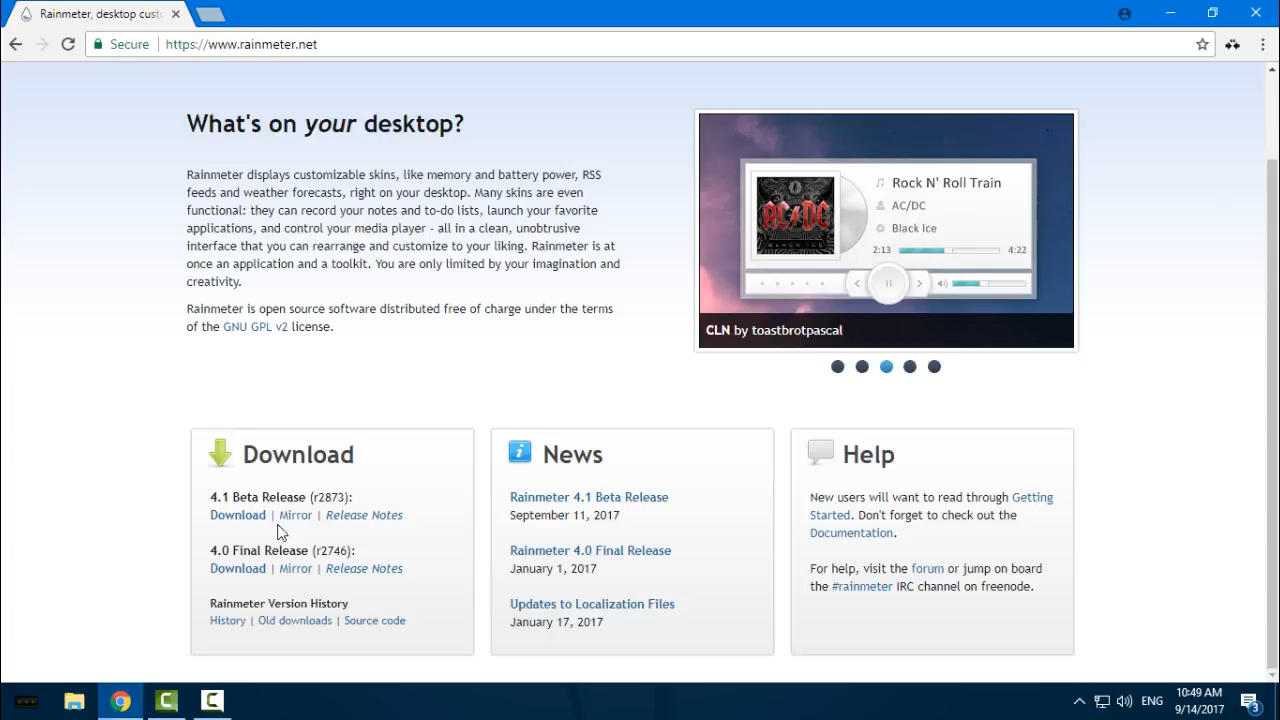 Rainmeter, desktop custo
Secure
https://www.rainmeter.net
What's on your desktop?
Rainmeter displays customizable skins, like memory and battery power, RSS
feeds and weather forecasts, right on your desktop. Many skins are even
functional: they can record your notes and to-do lists, launch your favorite
applications, and control your media player - all in a clean, unobtrusive
interface that you can rearrange and customize to your liking. Rainmeter is at
once an application and a toolkit. You are only limited by your imagination and
creativity.
Rainmeter is open source software distributed free of charge under the terms
of the GNU GPL v2 license.
AC/DC
BLACK ICE
Rock N' Roll Train
AC/DC
Black Ice
2:13
4:22
CLN by toastbrotpascal
Download
4.1 Beta Release (r2873):
Download | Mirror | Release Notes
4.0 Final Release (r2746):
Download | Mirror | Release Notes
Rainmeter Version History
History | Old downloads | Source code
News
Rainmeter 4.1 Beta Release
September 11, 2017
Rainmeter 4.0 Final Release
January 1, 2017
Updates to Localization Files
January 17, 2017
Help
New users will want to read through Getting
Started. Don't forget to check out the
Documentation.
For help, visit the forum or jump on board
the #rainmeter IRC channel on freenode.
ENG
10:49 AM
9/14/2017
3